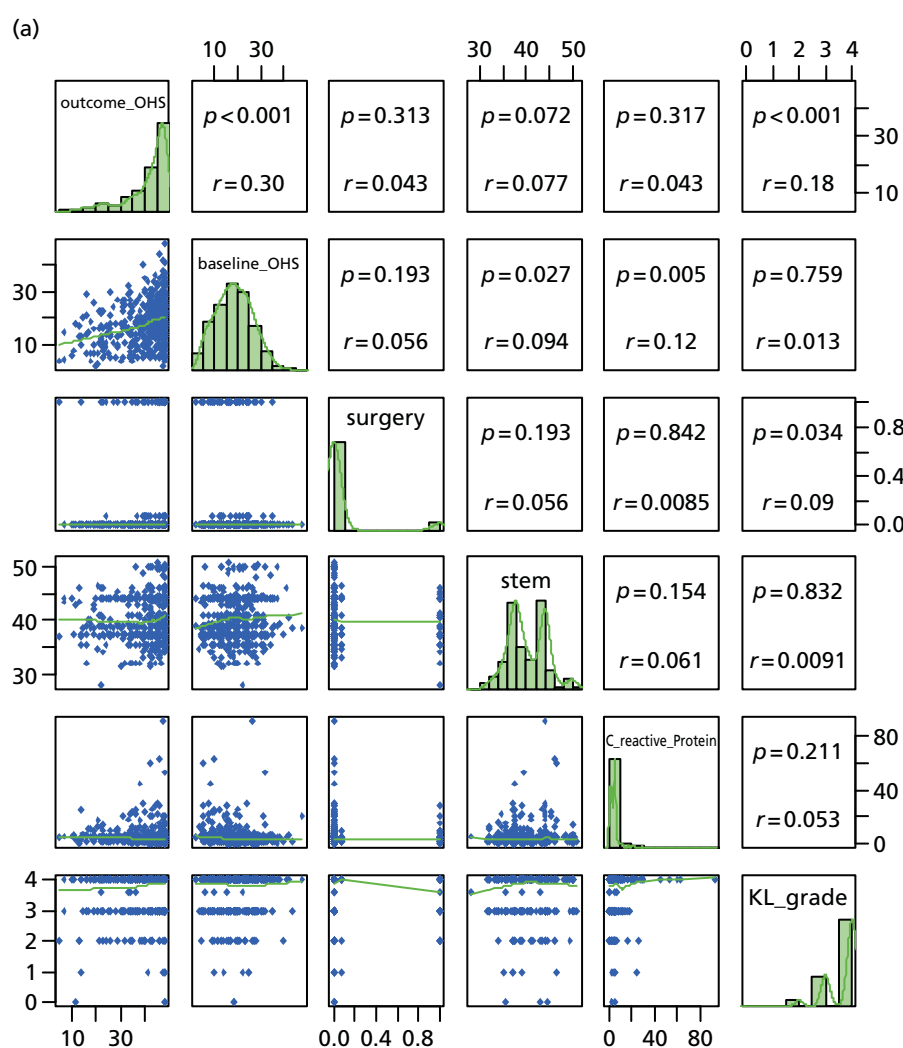 (a)
10 30
30 40 50
0 1 2 3 4
outcome_OHS
p<0.001
p=0.313
p=0.072
p=0.317
p<0.001
30
r=0.30
r=0.043
r=0.077
r=0.043
r=0.18
10
baseline_OHS
p=0.193
p=0.027
p=0.005
p=0.759
30
r=0.056
r=0.094
r=0.12
r=0.013
10
surgery
p=0.193
p=0.842
p=0.034
0.8
0.4
r=0.056
r=0.0085
r=0.09
0.0
50
stem
p=0.154
p=0.832
40
r=0.061
r=0.0091
30
C_reactive_Protein
p=0.211
80
40
r=0.053
0
4
KL_grade
3
2
1
0
10 30
0.0 0.4 0.8
0 40 80